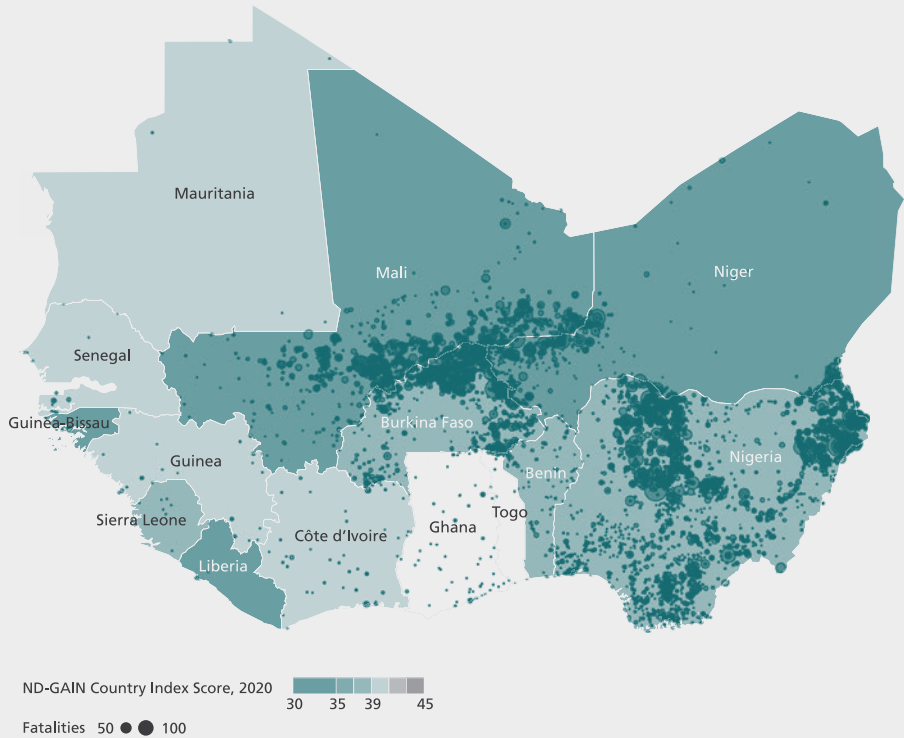 Mauritania
Mali
Niger
Senegal
Guinea-Bissau
Burkina Faso
Guinea
Benin
Nigeria
Sierra Leone
Côte d’Ivoire
Ghana
Togo
Liberia
ND-GAIN Country Index Score, 2020
30 35 39 45
Fatalities 50 100